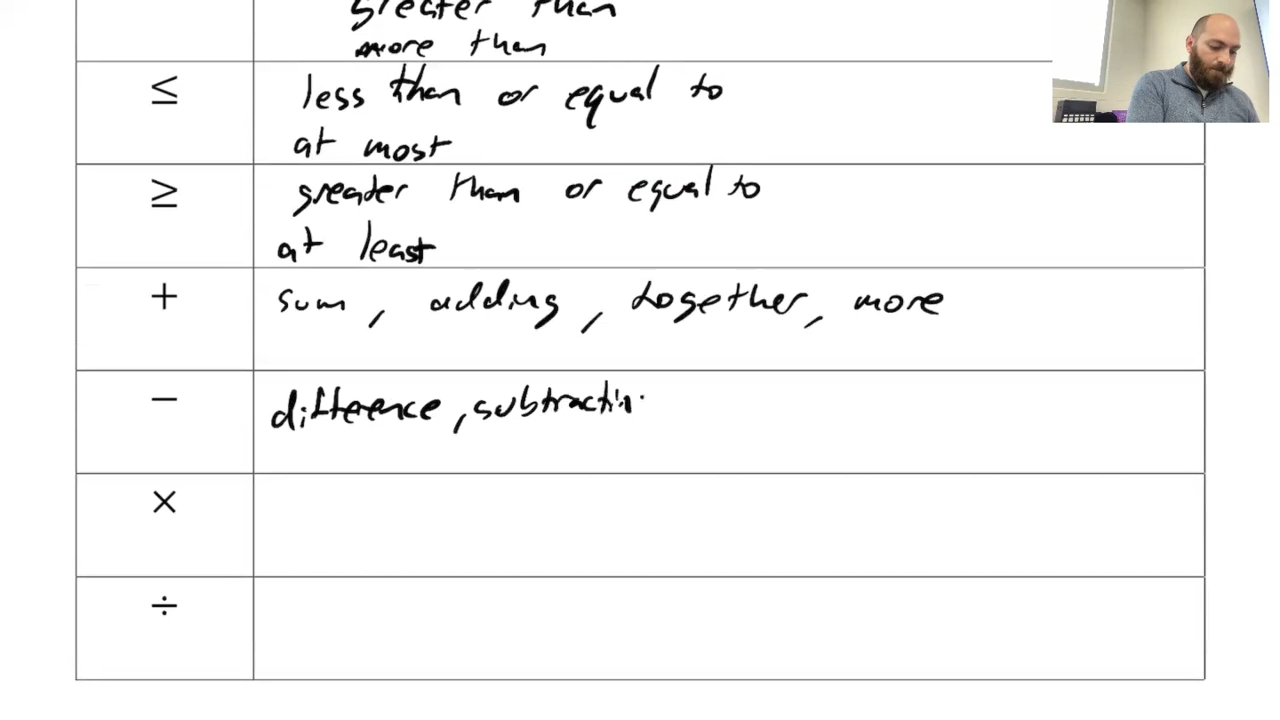 greater than
more than
≤ less than or equal to
at most
≥ greater than or equal to
at least
+ sum, adding, together, more
− difference, subtractin
×
÷